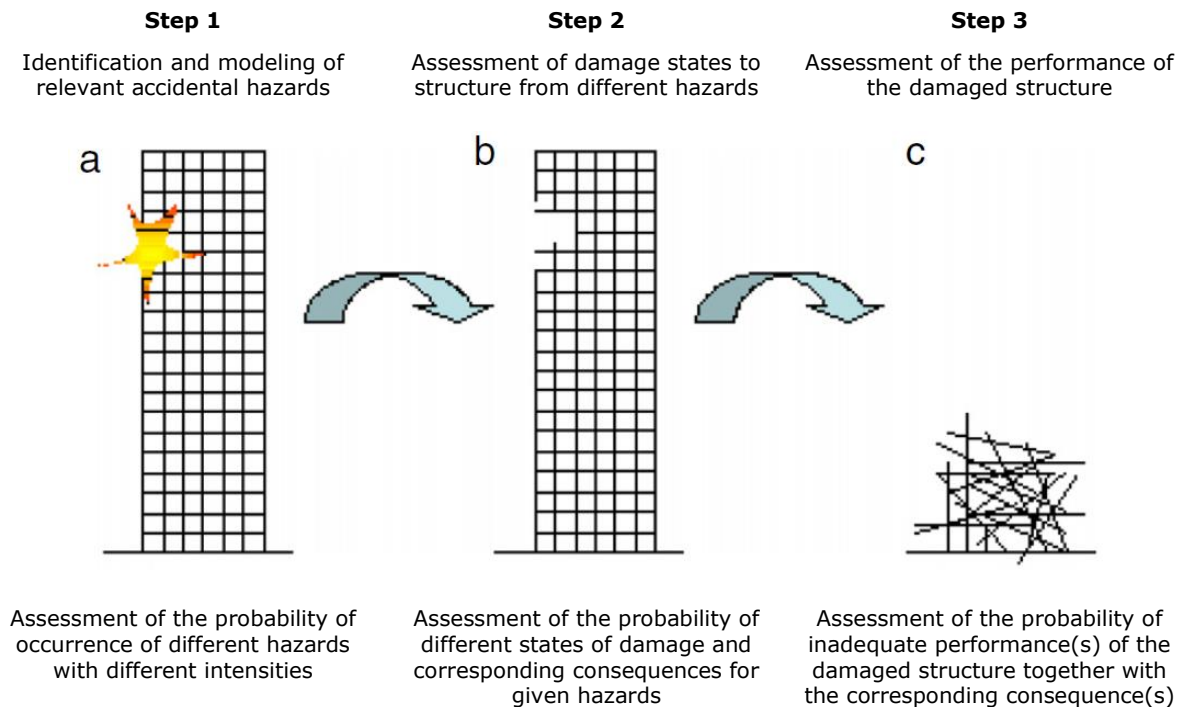 Step 1
Identification and modeling of
relevant accidental hazards
Step 2
Assessment of damage states to
structure from different hazards
Step 3
Assessment of the performance of
the damaged structure
a
b
c
Assessment of the probability of
occurrence of different hazards
with different intensities
Assessment of the probability of
different states of damage and
corresponding consequences for
given hazards
Assessment of the probability of
inadequate performance(s) of the
damaged structure together with
the corresponding consequence(s)